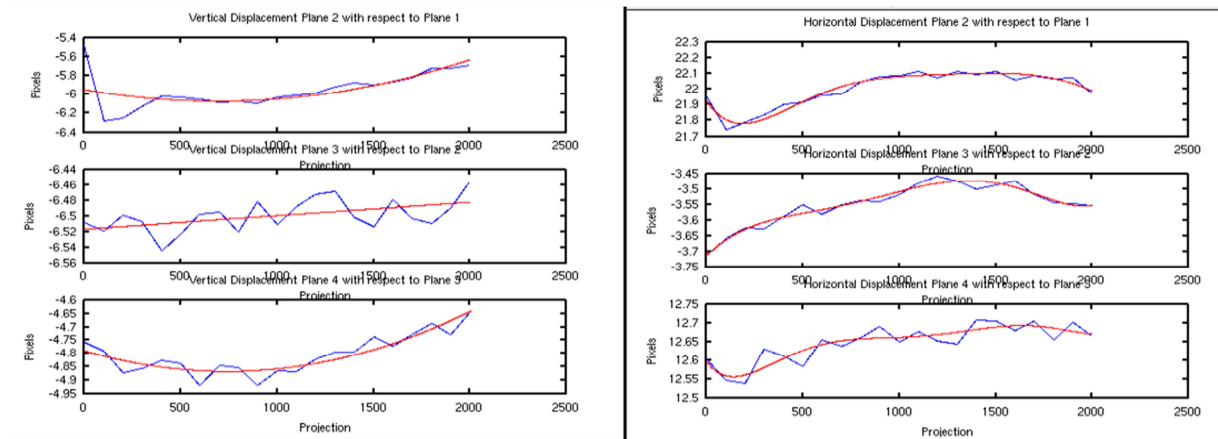 Vertical Displacement Plane 2 with respect to Plane 1
-5.4
-5.6
-5.8
-6
-6.2
-6.4
Pixels
0 500 1000 1500 2000 2500
Projection
Vertical Displacement Plane 3 with respect to Plane 2
-6.44
-6.46
-6.48
-6.5
-6.52
-6.54
-6.56
Pixels
0 500 1000 1500 2000 2500
Projection
Vertical Displacement Plane 4 with respect to Plane 3
-4.6
-4.65
-4.7
-4.75
-4.8
-4.85
-4.9
-4.95
Pixels
0 500 1000 1500 2000 2500
Projection
Horizontal Displacement Plane 2 with respect to Plane 1
22.3
22.2
22.1
22
21.9
21.8
21.7
Pixels
0 500 1000 1500 2000 2500
Projection
Horizontal Displacement Plane 3 with respect to Plane 2
-3.45
-3.5
-3.55
-3.6
-3.65
-3.7
-3.75
Pixels
0 500 1000 1500 2000 2500
Projection
Horizontal Displacement Plane 4 with respect to Plane 3
12.75
12.7
12.65
12.6
12.55
12.5
Pixels
0 500 1000 1500 2000 2500
Projection